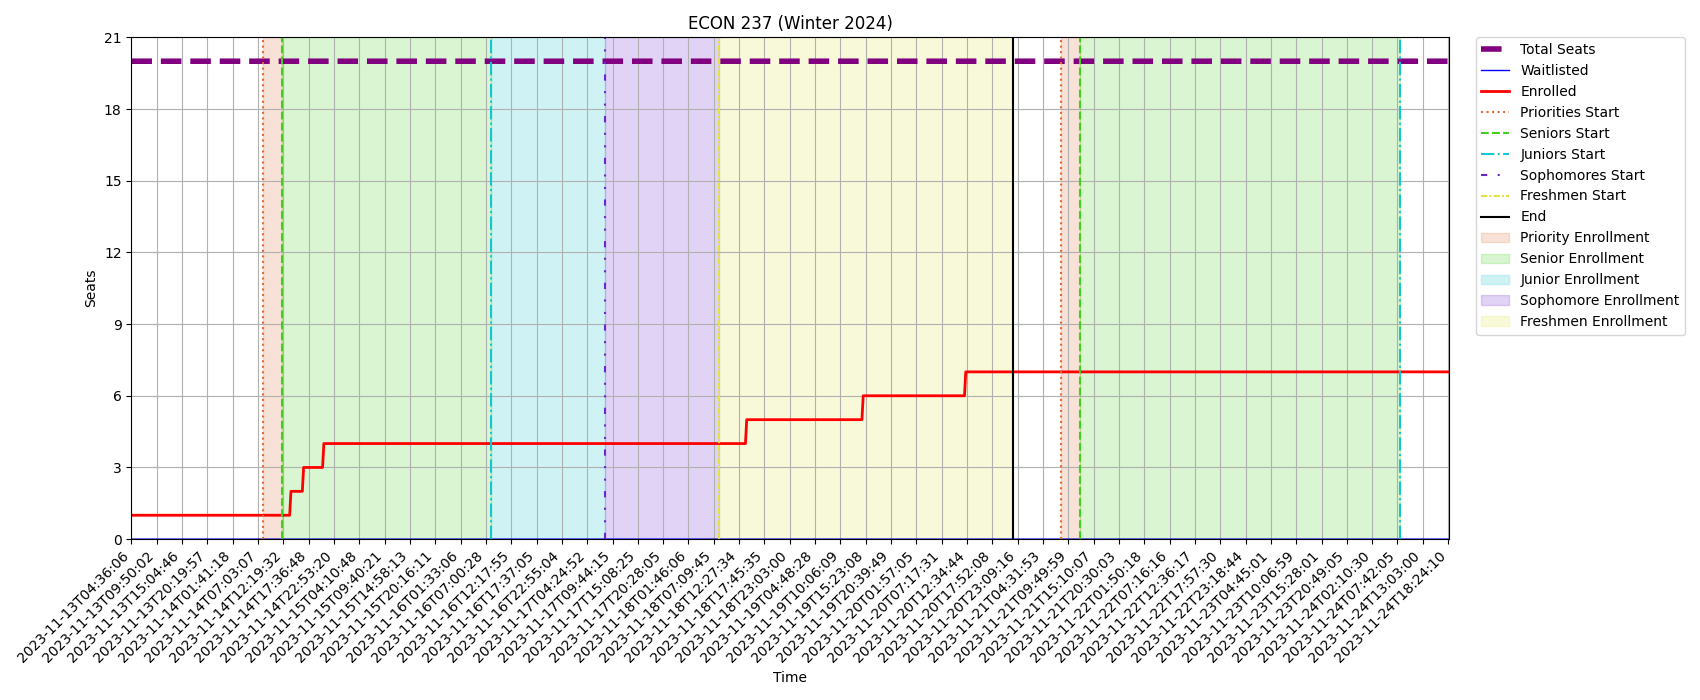 ECON 237 (Winter 2024)
21
18
15
12
9
6
3
0
Seats
2023-11-13T04:36:06
2023-11-13T09:50:02
2023-11-13T15:04:46
2023-11-13T20:19:57
2023-11-14T01:41:18
2023-11-14T07:03:07
2023-11-14T12:19:32
2023-11-14T17:36:48
2023-11-14T22:53:20
2023-11-15T04:10:48
2023-11-15T09:40:21
2023-11-15T14:58:13
2023-11-15T20:16:11
2023-11-16T01:33:06
2023-11-16T07:00:28
2023-11-16T12:17:55
2023-11-16T17:37:05
2023-11-16T22:55:04
2023-11-17T04:24:52
2023-11-17T09:44:15
2023-11-17T15:08:25
2023-11-17T20:28:05
2023-11-18T01:46:06
2023-11-18T07:09:45
2023-11-18T12:27:34
2023-11-18T17:45:35
2023-11-18T23:03:00
2023-11-19T04:48:28
2023-11-19T10:06:09
2023-11-19T15:23:08
2023-11-19T20:39:49
2023-11-20T01:57:05
2023-11-20T07:17:31
2023-11-20T12:34:44
2023-11-20T17:52:08
2023-11-20T23:09:16
2023-11-21T04:31:53
2023-11-21T09:49:59
2023-11-21T15:10:07
2023-11-21T20:30:03
2023-11-22T01:50:18
2023-11-22T07:16:16
2023-11-22T12:36:17
2023-11-22T17:57:30
2023-11-22T23:18:44
2023-11-23T04:45:01
2023-11-23T10:06:59
2023-11-23T15:28:01
2023-11-23T20:49:05
2023-11-24T02:10:30
2023-11-24T07:42:05
2023-11-24T13:03:00
2023-11-24T18:24:10
Time
Total Seats
Waitlisted
Enrolled
Priorities Start
Seniors Start
Juniors Start
Sophomores Start
Freshmen Start
End
Priority Enrollment
Senior Enrollment
Junior Enrollment
Sophomore Enrollment
Freshmen Enrollment